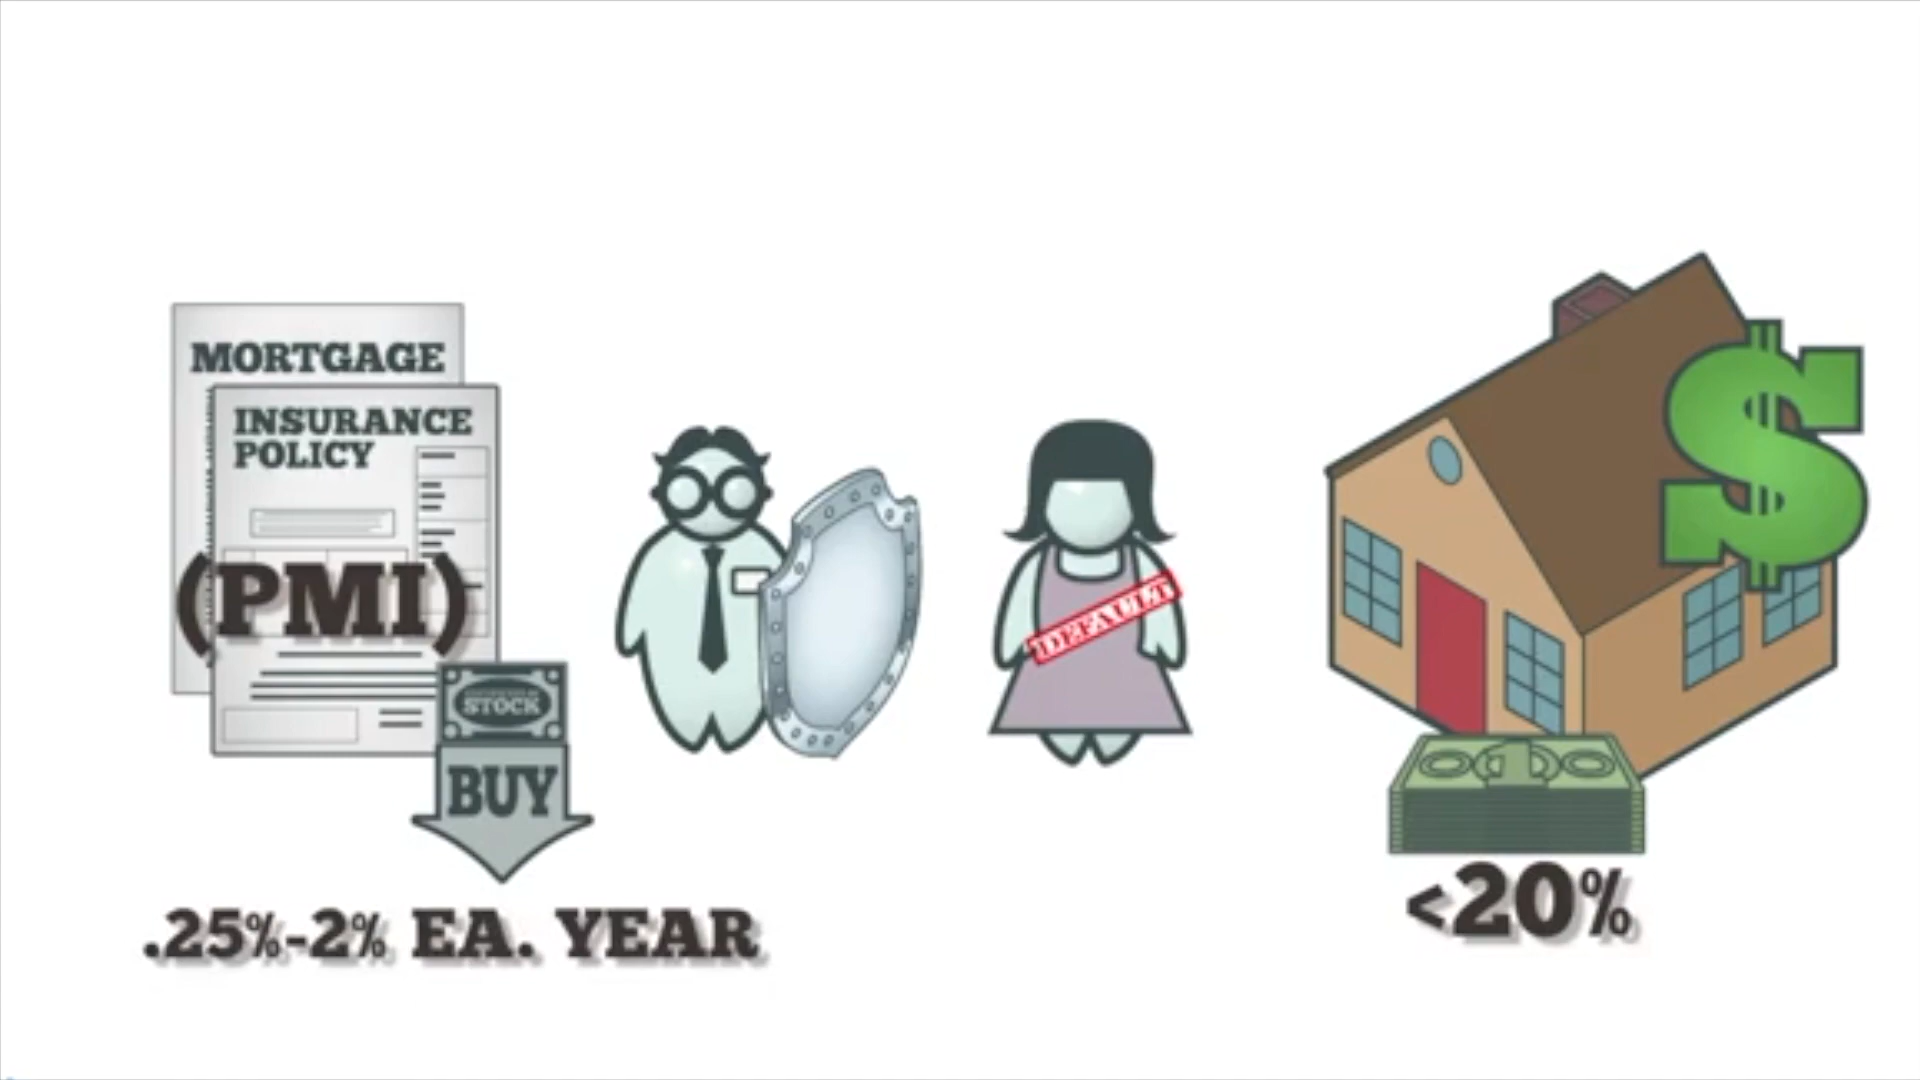 MORTGAGE
INSURANCE
POLICY
(PMI)
STOCK
BUY
.25%-2% EA. YEAR
DEFAULT
$
<20%